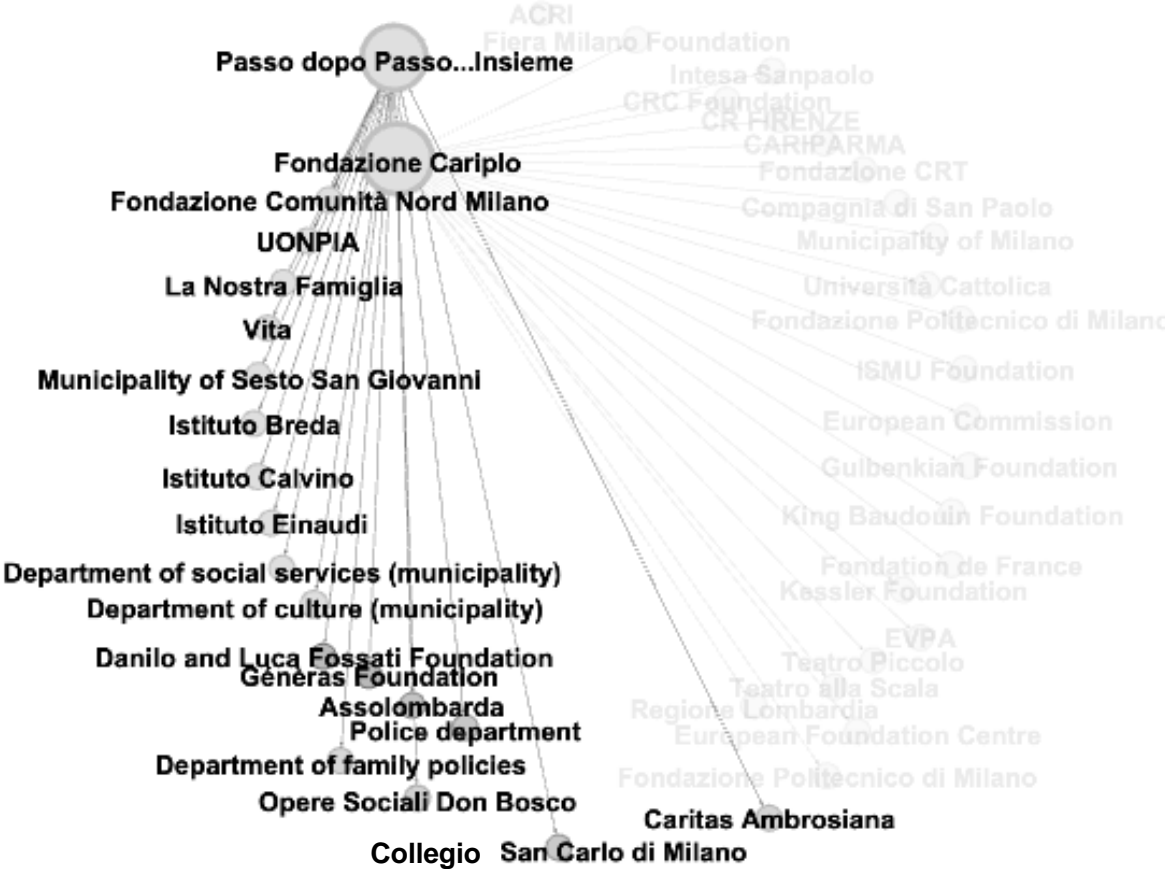 ACRI
Fiera Milano Foundation
Passo dopo Passo...Insieme
Intesa Sanpaolo
CRC Foundation
CR FIRENZE
CARIPARMA
Fondazione Cariplo
Fondazione CRT
Fondazione Comunità Nord Milano
Compagnia di San Paolo
UONPIA
Municipality of Milano
La Nostra Famiglia
Università Cattolica
Vita
Fondazione Politecnico di Milano
Municipality of Sesto San Giovanni
ISMU Foundation
Istituto Breda
European Commission
Gulbenkian Foundation
Istituto Calvino
King Baudouin Foundation
Istituto Einaudi
Fondation de France
Department of social services (municipality)
Kessler Foundation
Department of culture (municipality)
EVPA
Danilo and Luca Fossati Foundation
Teatro Piccolo
Géneras Foundation
Teatro alla Scala
Assolombarda
Regione Lombardia
Police department
European Foundation Centre
Department of family policies
Fondazione Politecnico di Milano
Opere Sociali Don Bosco
Caritas Ambrosiana
Collegio San Carlo di Milano